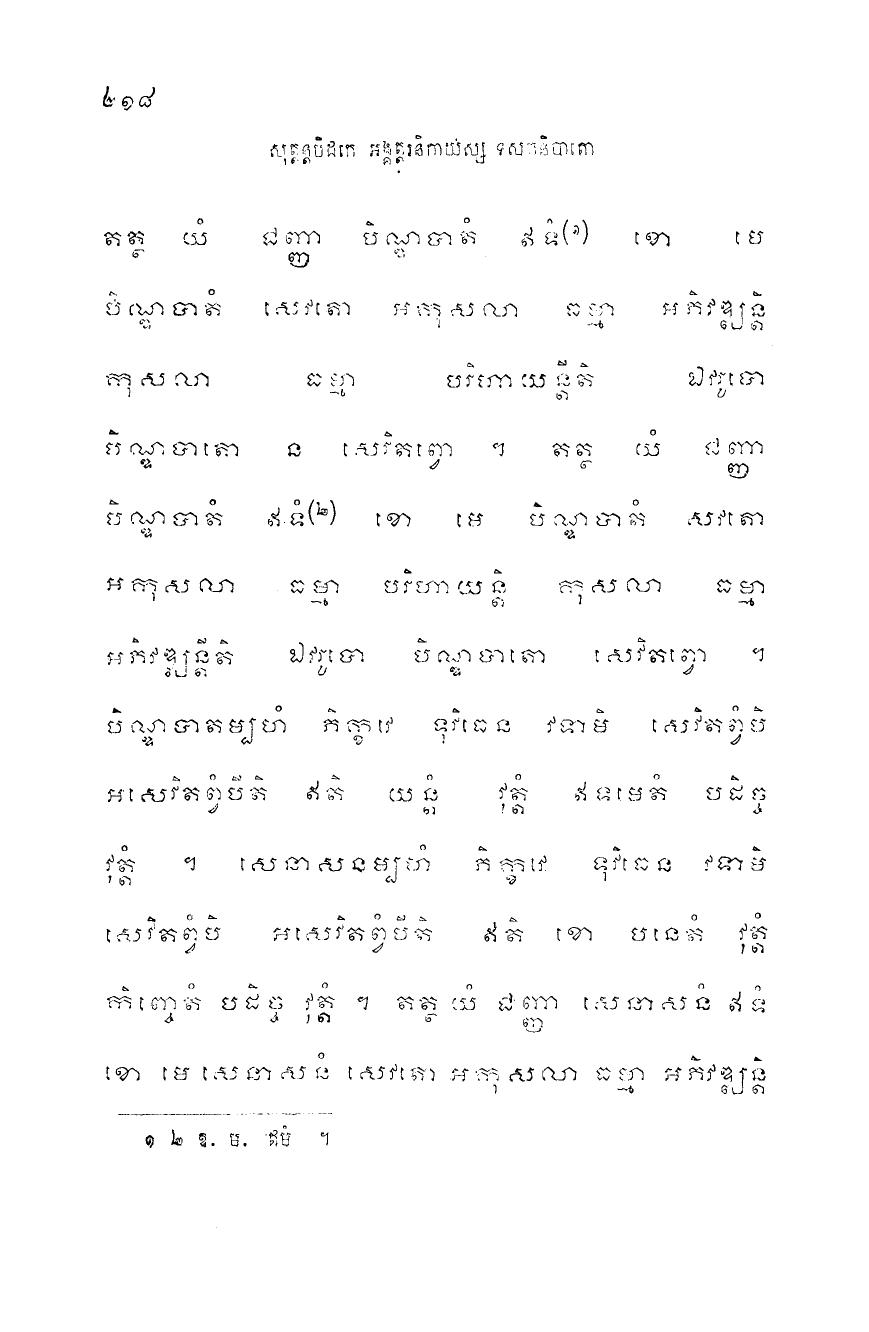 ២១៨
សុត្តន្តបិដកេ អង្គុត្តរនិកាយស្ស ទសកនិបាតោ
តត្ថ យំ ជញ្ញា បិណ្ឌបាតំ ឥទំ(១) ខោ មេ
បិណ្ឌបាតំ សេវតោ អកុសលា ធម្មា អភិវឌ្ឍន្តិ
កុសលា ធម្មា បរិហាយន្តីតិ ឯវរូបោ
បិណ្ឌបាតោ ន សេវិតព្វោ ។ តត្ថ យំ ជញ្ញា
បិណ្ឌបាតំ ឥទំ(២) ខោ មេ បិណ្ឌបាតំ សវតោ
អកុសលា ធម្មា បរិហាយន្តិ កុសលា ធម្មា
អភិវឌ្ឍន្តីតិ ឯវរូបោ បិណ្ឌបាតោ សេវិតព្វោ ។
បិណ្ឌបាតម្បហំ ភិក្ខវេ ទុវិធេន វទាមិ សេវិតព្វំបិ
អសេវិតព្វំបីតិ ឥតិ យន្តំ វុត្តំ ឥទមេតំ បដិច្ច
វុត្តំ ។ សេនាសនម្បហំ ភិក្ខវេ ទុវិធេន វទាមិ
សេវិតព្វំបិ អសេវិតព្វំបីតិ ឥតិ ខោ បនេតំ វុត្តំ
កិញ្ចេតំ បដិច្ច វុត្តំ ។ តត្ថ យំ ជញ្ញា សេនាសនំ ឥទំ
ខោ មេ សេនាសនំ សេវតោ អកុសលា ធម្មា អភិវឌ្ឍន្តិ
១ ២ ឱ. ម. ឥមំ ។